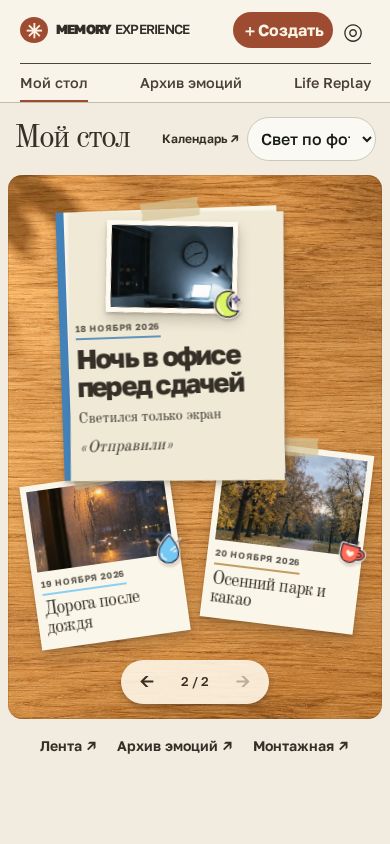 MEMORY EXPERIENCE
+ Создать
Мой стол
Архив эмоций
Life Replay
Мой стол
Календарь ↗
Свет по фо
18 НОЯБРЯ 2026
Ночь в офисе
перед сдачей
Светился только экран
«Отправили»
19 НОЯБРЯ 2026
Дорога после
дождя
20 НОЯБРЯ 2026
Осенний парк и
какао
← 2 / 2 →
Лента ↗
Архив эмоций ↗
Монтажная ↗